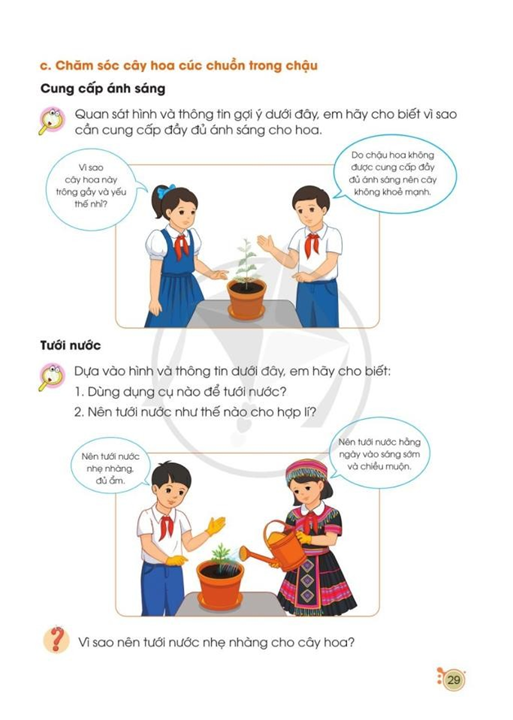 c. Chăm sóc cây hoa cúc chuồn trong chậu
Cung cấp ánh sáng
Quan sát hình và thông tin gợi ý dưới đây, em hãy cho biết vì sao
cần cung cấp đầy đủ ánh sáng cho hoa.
Vì sao
cây hoa này
trông gầy và yếu
thế nhỉ?
Do chậu hoa không
được cung cấp đầy
đủ ánh sáng nên cây
không khoẻ mạnh.
Tưới nước
Dựa vào hình và thông tin dưới đây, em hãy cho biết:
1. Dùng dụng cụ nào để tưới nước?
2. Nên tưới nước như thế nào cho hợp lí?
Nên tưới nước
nhẹ nhàng,
đủ ẩm.
Nên tưới nước hằng
ngày vào sáng sớm
và chiều muộn.
Vì sao nên tưới nước nhẹ nhàng cho cây hoa?
29